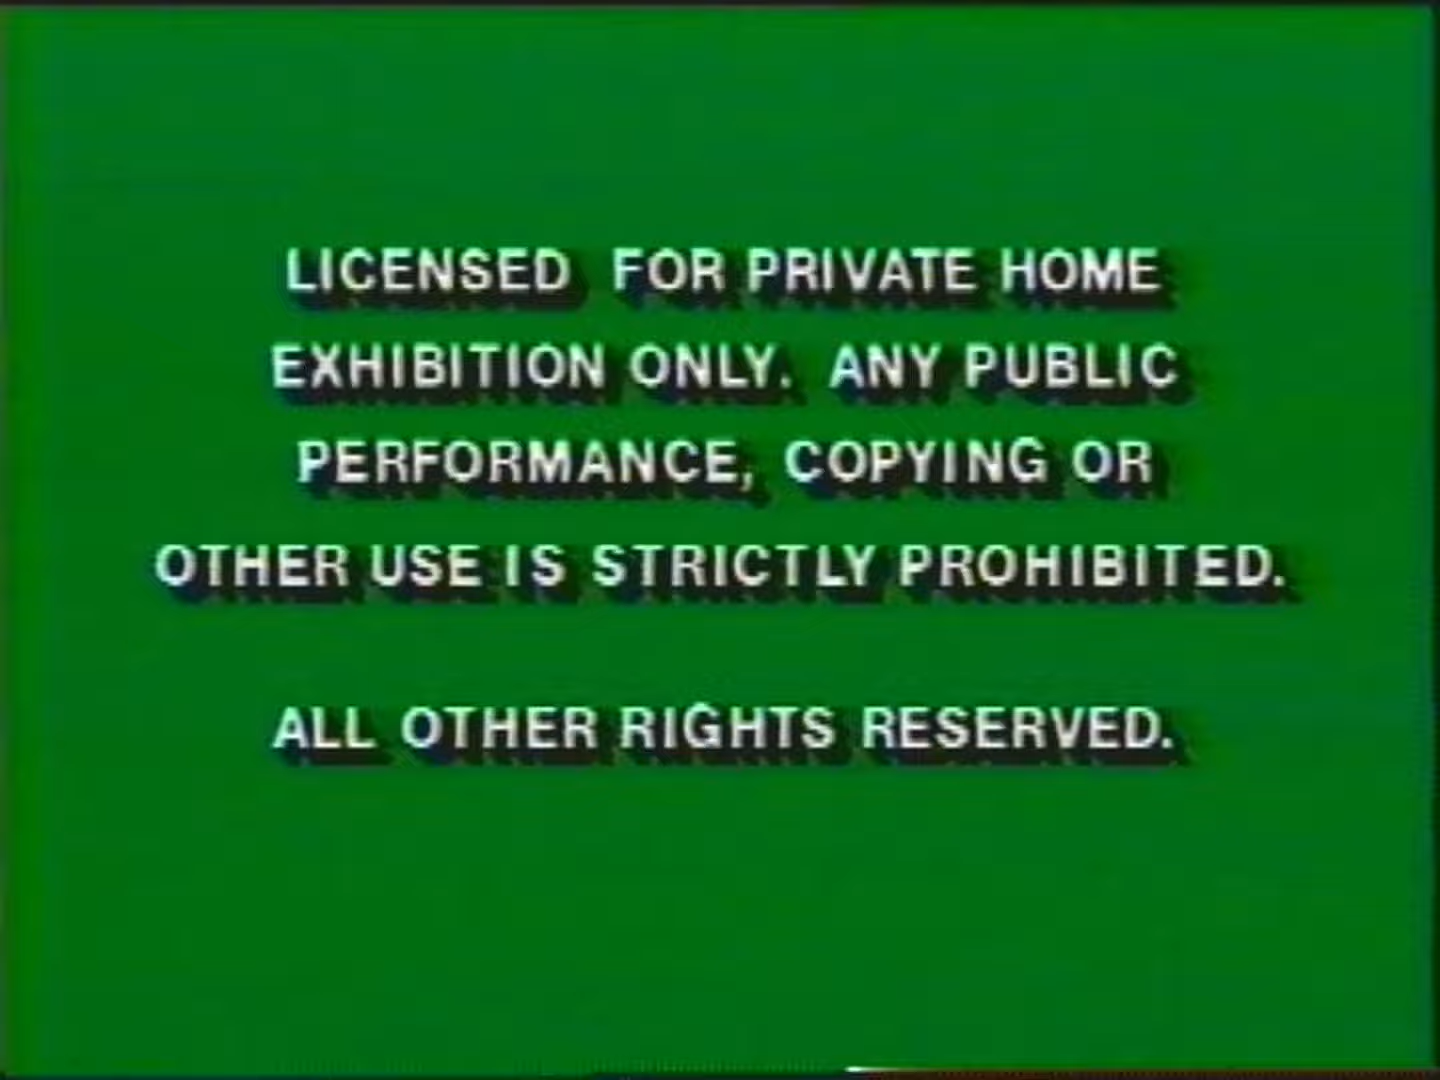 LICENSED FOR PRIVATE HOME
EXHIBITION ONLY. ANY PUBLIC
PERFORMANCE, COPYING OR
OTHER USE IS STRICTLY PROHIBITED.
ALL OTHER RIGHTS RESERVED.